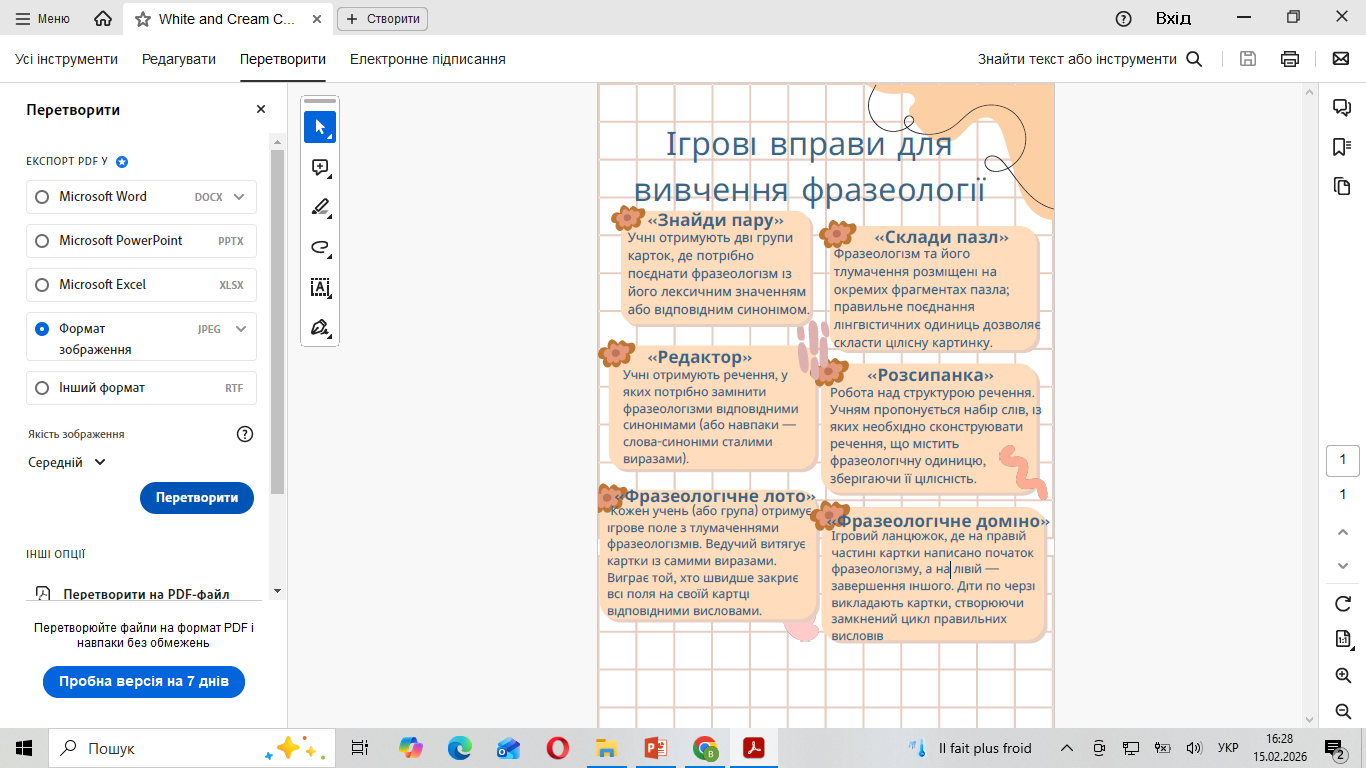 Меню
White and Cream C...
Створити
Вхід
Усі інструменти
Редагувати
Перетворити
Електронне підписання
Знайти текст або інструменти
Перетворити
ЕКСПОРТ PDF У
Microsoft Word
DOCX
Microsoft PowerPoint
PPTX
Microsoft Excel
XLSX
Формат
зображення
JPEG
Інший формат
RTF
Якість зображення
Середній
Перетворити
ІНШІ ОПЦІЇ
Перетворити на PDF-файл
Перетворюйте файли на формат PDF і
навпаки без обмежень
Пробна версія на 7 днів
Ігрові вправи для
вивчення фразеології
«Знайди пару»
Учні отримують дві групи
карток, де потрібно
поєднати фразеологізм із
його лексичним значенням
або відповідним синонімом.
«Склади пазл»
Фразеологізм та його
тлумачення розміщені на
окремих фрагментах пазла;
правильне поєднання
лінгвістичних одиниць дозволяє
скласти цілісну картинку.
«Редактор»
Учні отримують речення, у
яких потрібно замінити
фразеологізми відповідними
синонімами (або навпаки —
слова-синоніми сталими
виразами).
«Розсипанка»
Робота над структурою речення.
Учням пропонується набір слів, із
яких необхідно сконструювати
речення, що містить
фразеологічну одиницю,
зберігаючи її цілісність.
«Фразеологічне лото»
Кожен учень (або група) отримує
ігрове поле з тлумаченнями
фразеологізмів. Ведучий витягує
картки із самими виразами.
Виграє той, хто швидше закриє
всі поля на своїй картці
відповідними висловами.
«Фразеологічне доміно»
Ігровий ланцюжок, де на правій
частині картки написано початок
фразеологізму, а на лівій —
завершення іншого. Діти по черзі
викладають картки, створюючи
замкнений цикл правильних
висловів
1
1
1:1
Пошук
B
Il fait plus froid
УКР
16:28
15.02.2026
2